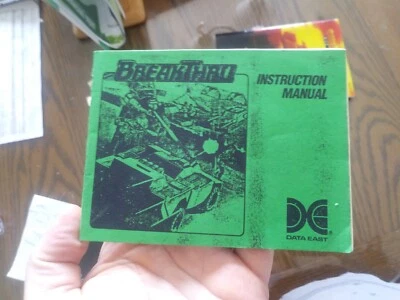 BREAKTHRU
INSTRUCTION
MANUAL
DE
DATA EAST